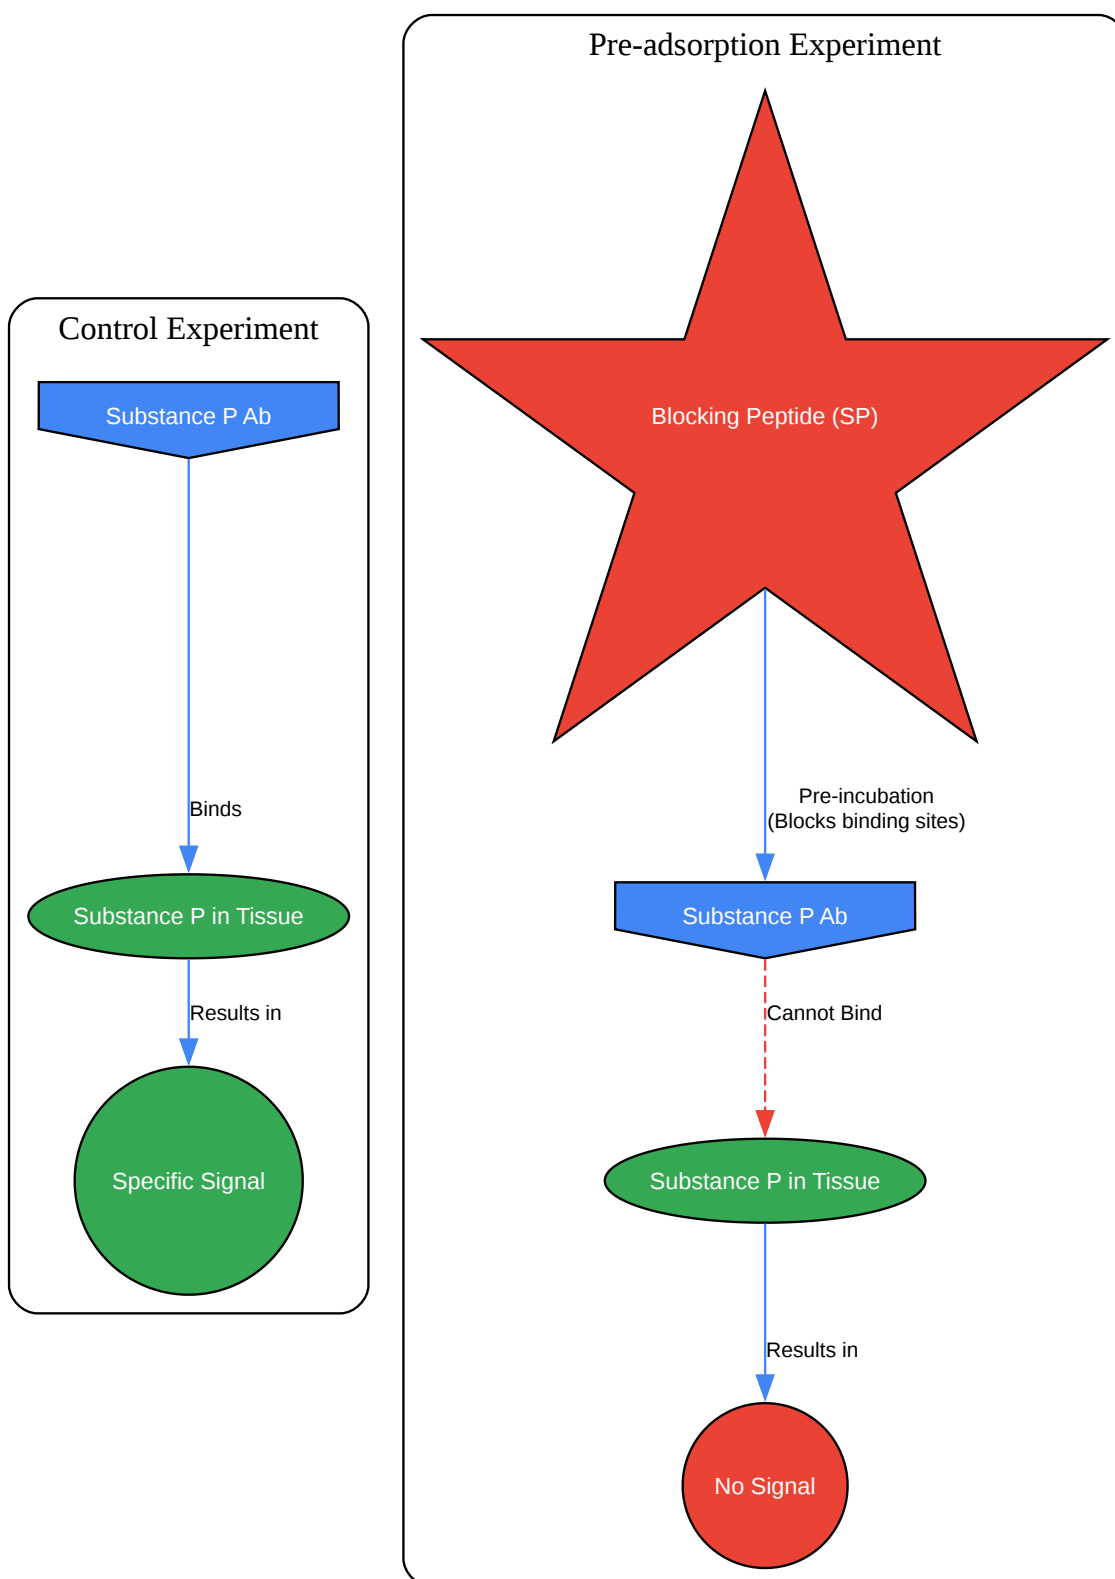 Control Experiment
Substance P Ab
Binds
Substance P in Tissue
Results in
Specific Signal
Pre-adsorption Experiment
Blocking Peptide (SP)
Pre-incubation
(Blocks binding sites)
Substance P Ab
Cannot Bind
Substance P in Tissue
Results in
No Signal